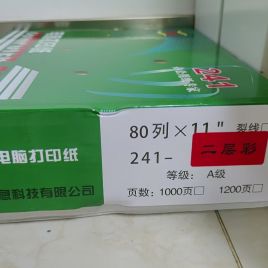 241
80列×11" 裂线□
241- 二层彩
电脑打印纸
等级: A级
息科技有限公司
页数: 1000页□ 1200页□